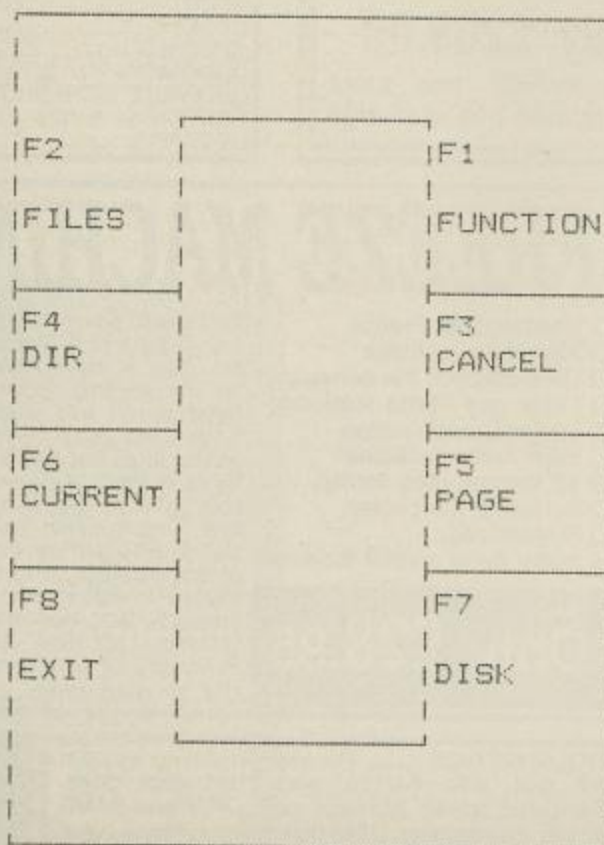 F2
F1
FILES
FUNCTION
F4
F3
DIR
CANCEL
F6
F5
CURRENT
PAGE
F8
F7
EXIT
DISK